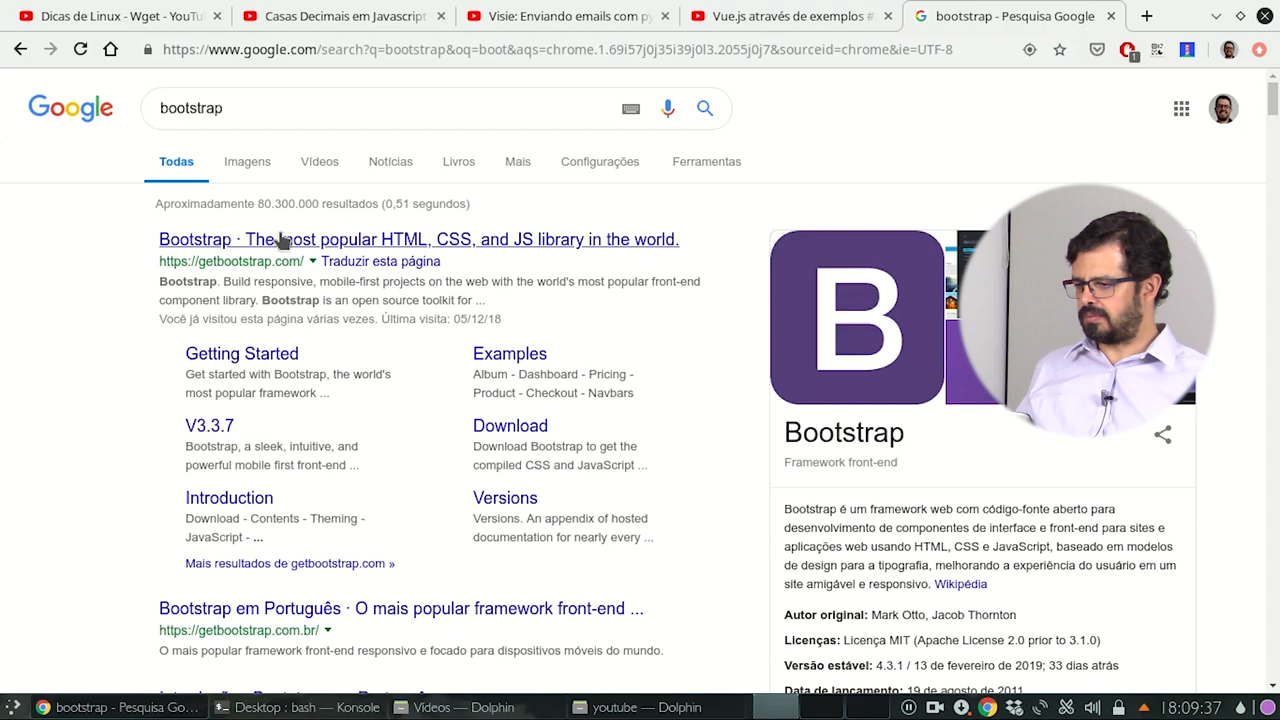 Dicas de Linux - Wget - YouTu
Casas Decimais em Javascript
Visie: Enviando emails com py
Vue.js através de exemplos #
bootstrap - Pesquisa Google
https://www.google.com/search?q=bootstrap&oq=boot&aqs=chrome.1.69i57j0j35i39j0l3.2055j0j7&sourceid=chrome&ie=UTF-8
1
Google
bootstrap
Todas
Imagens
Vídeos
Notícias
Livros
Mais
Configurações
Ferramentas
Aproximadamente 80.300.000 resultados (0,51 segundos)
Bootstrap · The most popular HTML, CSS, and JS library in the world.
https://getbootstrap.com/ Traduzir esta página
Bootstrap. Build responsive, mobile-first projects on the web with the world's most popular front-end
component library. Bootstrap is an open source toolkit for ...
Você já visitou esta página várias vezes. Última visita: 05/12/18
Getting Started
Get started with Bootstrap, the world's
most popular framework ...
Examples
Album - Dashboard - Pricing -
Product - Checkout - Navbars
V3.3.7
Bootstrap, a sleek, intuitive, and
powerful mobile first front-end ...
Download
Download Bootstrap to get the
compiled CSS and JavaScript ...
Introduction
Download - Contents - Theming -
JavaScript - ...
Versions
Versions. An appendix of hosted
documentation for nearly every ...
Mais resultados de getbootstrap.com »
Bootstrap em Português · O mais popular framework front-end ...
https://getbootstrap.com.br/
O mais popular framework front-end responsivo e focado para dispositivos móveis do mundo.
B
Bootstrap
Framework front-end
Bootstrap é um framework web com código-fonte aberto para
desenvolvimento de componentes de interface e front-end para sites e
aplicações web usando HTML, CSS e JavaScript, baseado em modelos
de design para a tipografia, melhorando a experiência do usuário em um
site amigável e responsivo. Wikipédia
Autor original: Mark Otto, Jacob Thornton
Licenças: Licença MIT (Apache License 2.0 prior to 3.1.0)
Versão estável: 4.3.1 / 13 de fevereiro de 2019; 33 dias atrás
Data de lançamento: 19 de agosto de 2011
bootstrap - Pesquisa Go...
Desktop : bash — Konsole
Vídeos — Dolphin
youtube — Dolphin
18:09:37